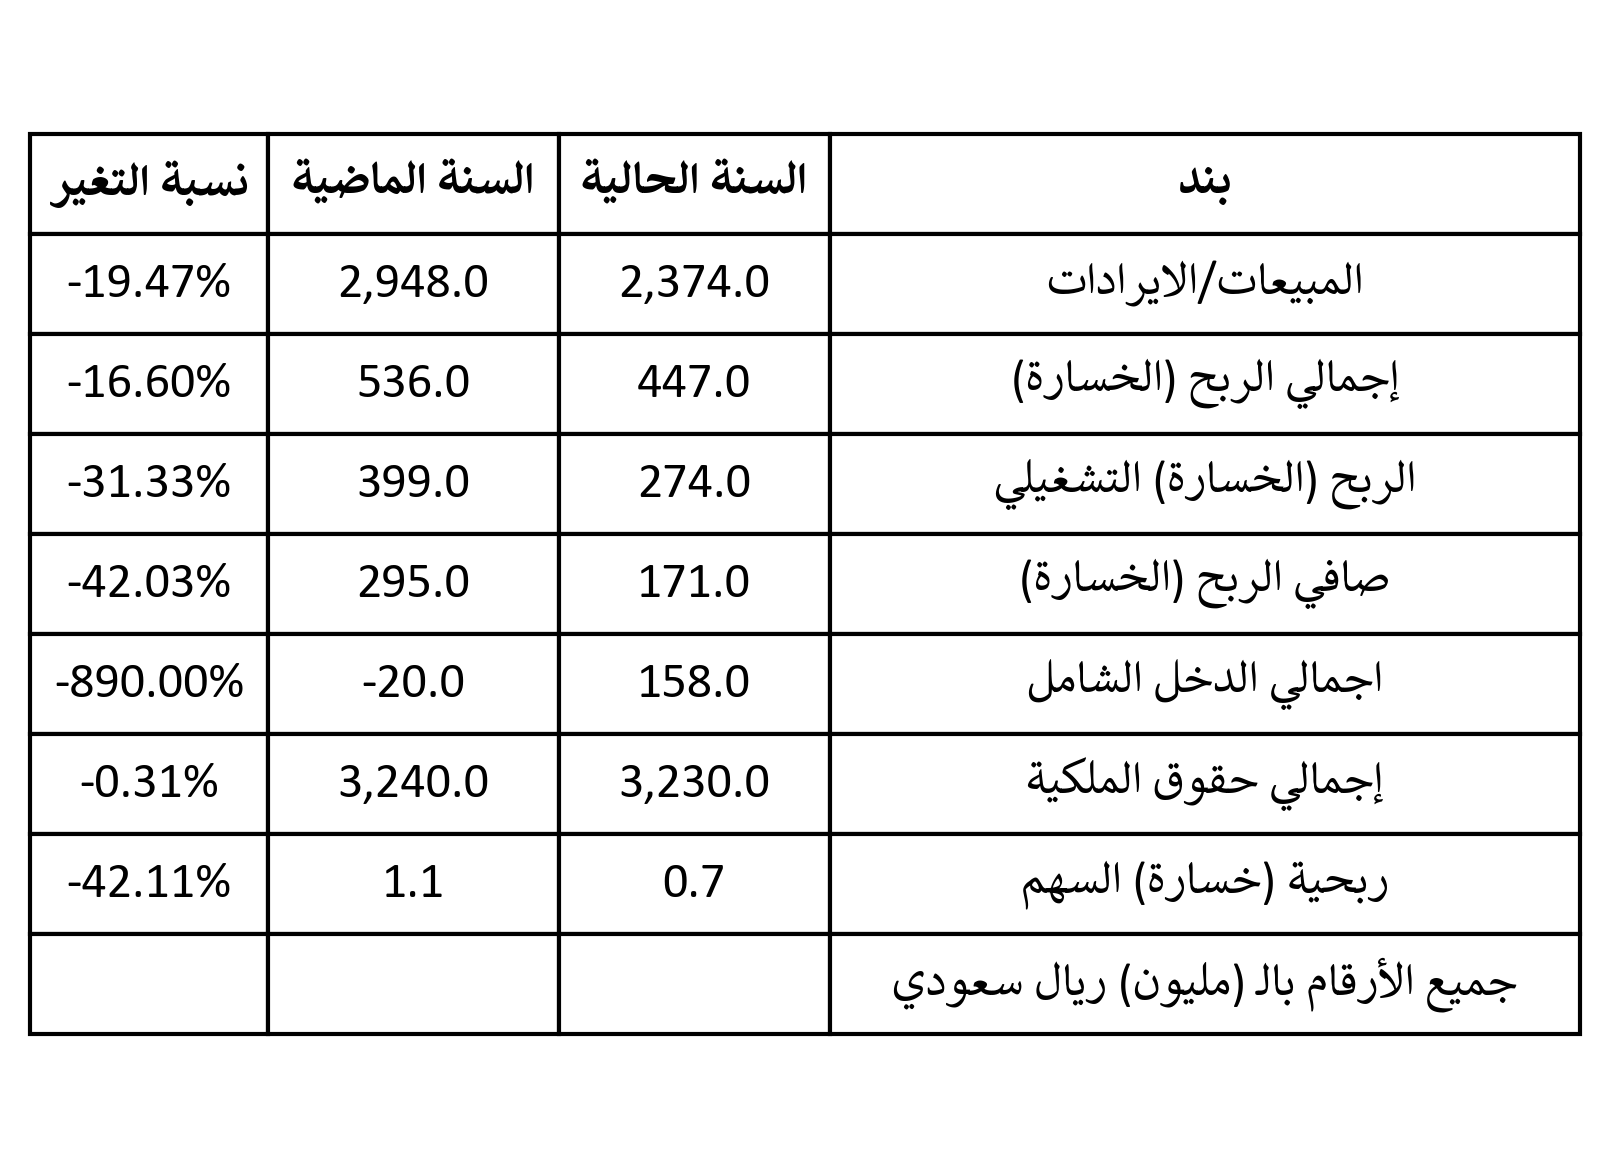 بند السنة الحالية السنة الماضية نسبة التغير
المبيعات/الايرادات 2,374.0 2,948.0 -19.47%
إجمالي الربح (الخسارة) 447.0 536.0 -16.60%
الربح (الخسارة) التشغيلي 274.0 399.0 -31.33%
صافي الربح (الخسارة) 171.0 295.0 -42.03%
اجمالي الدخل الشامل 158.0 -20.0 -890.00%
إجمالي حقوق الملكية 3,230.0 3,240.0 -0.31%
ربحية (خسارة) السهم 0.7 1.1 -42.11%
جميع الأرقام بالـ (مليون) ريال سعودي